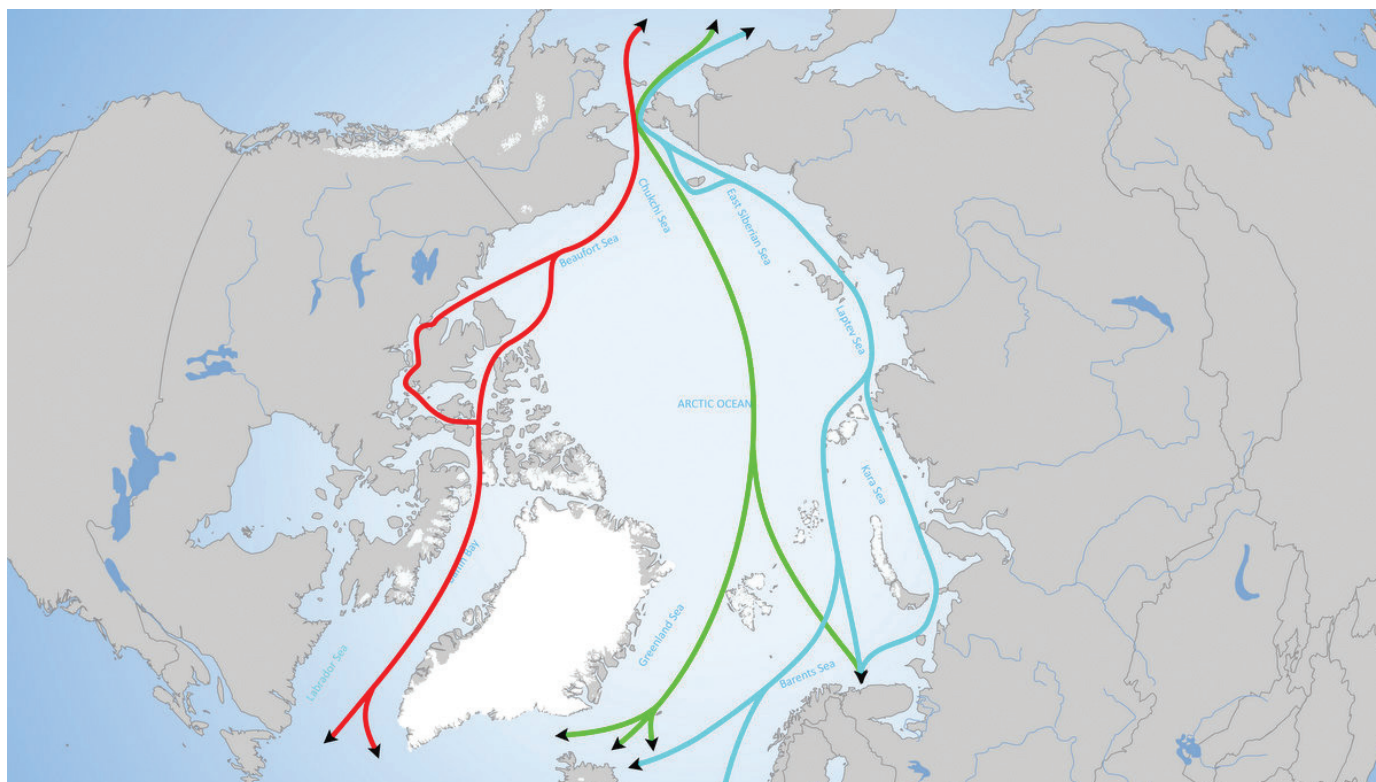 Chukchi Sea
East Siberian Sea
Beaufort Sea
Laptev Sea
ARCTIC OCEAN
Kara Sea
Bay
Greenland Sea
Labrador Sea
Barents Sea